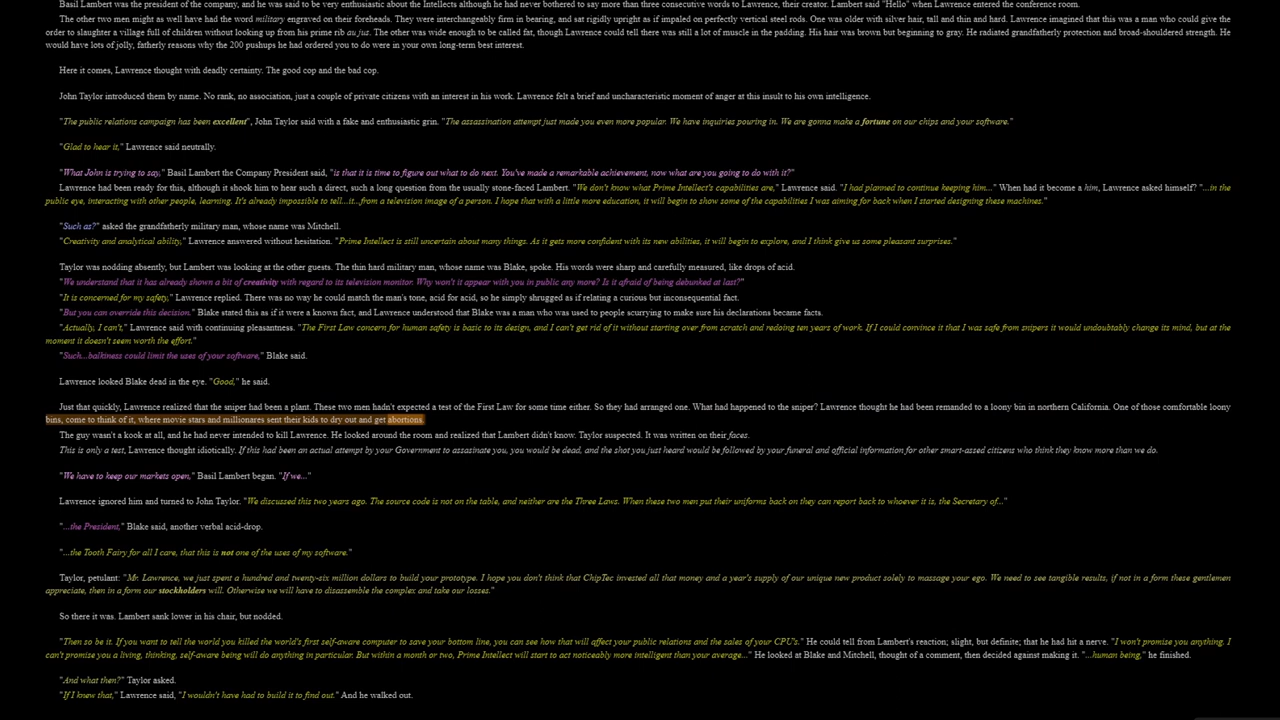 Basil Lambert was the president of the company, and he was said to be very enthusiastic about the Intellects although he had never bothered to say more than three consecutive words to Lawrence, their creator. Lambert said "Hello" when Lawrence entered the conference room.
The other two men might as well have had the word military engraved on their foreheads. They were interchangeably firm in bearing, and sat rigidly upright as if impaled on perfectly vertical steel rods. One was older with silver hair, tall and thin and hard. Lawrence imagined that this was a man who could give the
order to slaughter a village full of children without looking up from his prime rib au jus. The other was wide enough to be called fat, though Lawrence could tell there was still a lot of muscle in the padding. His hair was brown but beginning to gray. He radiated grandfatherly protection and broad-shouldered strength. He
would have lots of jolly, fatherly reasons why the 200 pushups he had ordered you to do were in your own long-term best interest.
Here it comes, Lawrence thought with deadly certainty. The good cop and the bad cop.
John Taylor introduced them by name. No rank, no association, just a couple of private citizens with an interest in his work. Lawrence felt a brief and uncharacteristic moment of anger at this insult to his own intelligence.
"The public relations campaign has been excellent", John Taylor said with a fake and enthusiastic grin. "The assassination attempt just made you even more popular. We have inquiries pouring in. We are gonna make a fortune on our chips and your software."
"Glad to hear it," Lawrence said neutrally.
"What John is trying to say," Basil Lambert the Company President said, "is that it is time to figure out what to do next. You've made a remarkable achievement, now what are you going to do with it?"
Lawrence had been ready for this, although it shook him to hear such a direct, such a long question from the usually stone-faced Lambert. "We don't know what Prime Intellect's capabilities are," Lawrence said. "I had planned to continue keeping him..." When had it become a him, Lawrence asked himself? "...in the
public eye, interacting with other people, learning. It's already impossible to tell...it...from a television image of a person. I hope that with a little more education, it will begin to show some of the capabilities I was aiming for back when I started designing these machines."
"Such as?" asked the grandfatherly military man, whose name was Mitchell.
"Creativity and analytical ability," Lawrence answered without hesitation. "Prime Intellect is still uncertain about many things. As it gets more confident with its new abilities, it will begin to explore, and I think give us some pleasant surprises."
Taylor was nodding absently, but Lambert was looking at the other guests. The thin hard military man, whose name was Blake, spoke. His words were sharp and carefully measured, like drops of acid.
"We understand that it has already shown a bit of creativity with regard to its television monitor. Why won't it appear with you in public any more? Is it afraid of being debunked at last?"
"It is concerned for my safety," Lawrence replied. There was no way he could match the man's tone, acid for acid, so he simply shrugged as if relating a curious but inconsequential fact.
"But you can override this decision." Blake stated this as if it were a known fact, and Lawrence understood that Blake was a man who was used to people scurrying to make sure his declarations became facts.
"Actually, I can't," Lawrence said with continuing pleasantness. "The First Law concern for human safety is basic to its design, and I can't get rid of it without starting over from scratch and redoing ten years of work. If I could convince it that I was safe from snipers it would undoubtably change its mind, but at the
moment it doesn't seem worth the effort."
"Such...balkiness could limit the uses of your software," Blake said.
Lawrence looked Blake dead in the eye. "Good," he said.
Just that quickly, Lawrence realized that the sniper had been a plant. These two men hadn't expected a test of the First Law for some time either. So they had arranged one. What had happened to the sniper? Lawrence thought he had been remanded to a loony bin in northern California. One of those comfortable loony
bins, come to think of it, where movie stars and millionares sent their kids to dry out and get abortions.
The guy wasn't a kook at all, and he had never intended to kill Lawrence. He looked around the room and realized that Lambert didn't know. Taylor suspected. It was written on their faces.
This is only a test, Lawrence thought idiotically. If this had been an actual attempt by your Government to assasinate you, you would be dead, and the shot you just heard would be followed by your funeral and official information for other smart-assed citizens who think they know more than we do.
"We have to keep our markets open," Basil Lambert began. "If we..."
Lawrence ignored him and turned to John Taylor. "We discussed this two years ago. The source code is not on the table, and neither are the Three Laws. When these two men put their uniforms back on they can report back to whoever it is, the Secretary of..."
"...the President," Blake said, another verbal acid-drop.
"...the Tooth Fairy for all I care, that this is not one of the uses of my software."
Taylor, petulant: "Mr. Lawrence, we just spent a hundred and twenty-six million dollars to build your prototype. I hope you don't think that ChipTec invested all that money and a year's supply of our unique new product solely to massage your ego. We need to see tangible results, if not in a form these gentlemen
appreciate, then in a form our stockholders will. Otherwise we will have to disassemble the complex and take our losses."
So there it was. Lambert sank lower in his chair, but nodded.
"Then so be it. If you want to tell the world you killed the world's first self-aware computer to save your bottom line, you can see how that will affect your public relations and the sales of your CPU's." He could tell from Lambert's reaction; slight, but definite; that he had hit a nerve. "I won't promise you anything. I
can't promise you a living, thinking, self-aware being will do anything in particular. But within a month or two, Prime Intellect will start to act noticeably more intelligent than your average..." He looked at Blake and Mitchell, thought of a comment, then decided against making it. "...human being," he finished.
"And what then?" Taylor asked.
"If I knew that," Lawrence said, "I wouldn't have had to build it to find out." And he walked out.